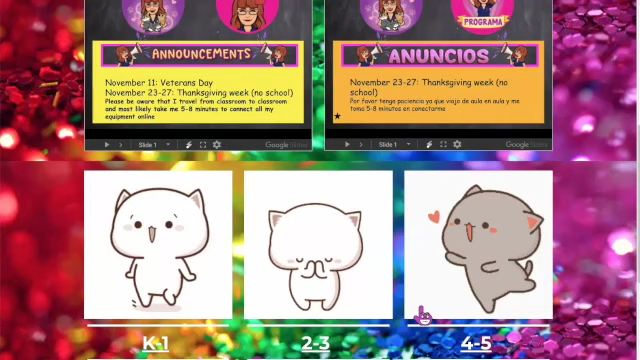 PROGRAMA
ANNOUNCEMENTS
November 11: Veterans Day
November 23-27: Thanksgiving week (no school)
Please be aware that I travel from classroom to classroom
and most likely take me 5-8 minutes to connect all my
equipment online
ANUNCIOS
November 23-27: Thanksgiving week (no
school)
Por favor tenga paciencia ya que viajo de aula en aula y me
toma 5-8 minutos en conectarme
Slide 1
Google Slides
Slide 1
Google Slides
K-1
2-3
4-5